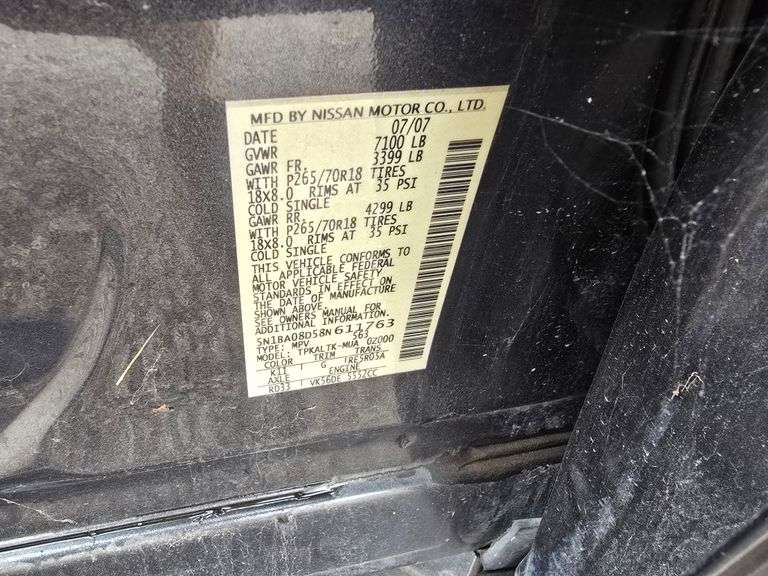 MFD BY NISSAN MOTOR CO., LTD.
DATE 07/07
GVWR 7100 LB
GAWR FR. 3399 LB
WITH P265/70R18 TIRES
18X8.0 RIMS AT 35 PSI
COLD SINGLE
GAWR RR. 4299 LB
WITH P265/70R18 TIRES
18X8.0 RIMS AT 35 PSI
COLD SINGLE
THIS VEHICLE CONFORMS TO
ALL APPLICABLE FEDERAL
MOTOR VEHICLE SAFETY
STANDARDS IN EFFECT ON
THE DATE OF MANUFACTURE
SHOWN ABOVE.
SEE OWNERS MANUAL FOR
ADDITIONAL INFORMATION.
5N1BA08D58N611763
TYPE: MPV 563
MODEL: TPKALTK-MUA 0Z000
COLOR TRIM TRANS
K11 G RE5R05A
AXLE ENGINE
R033 VK56DE 5552CC